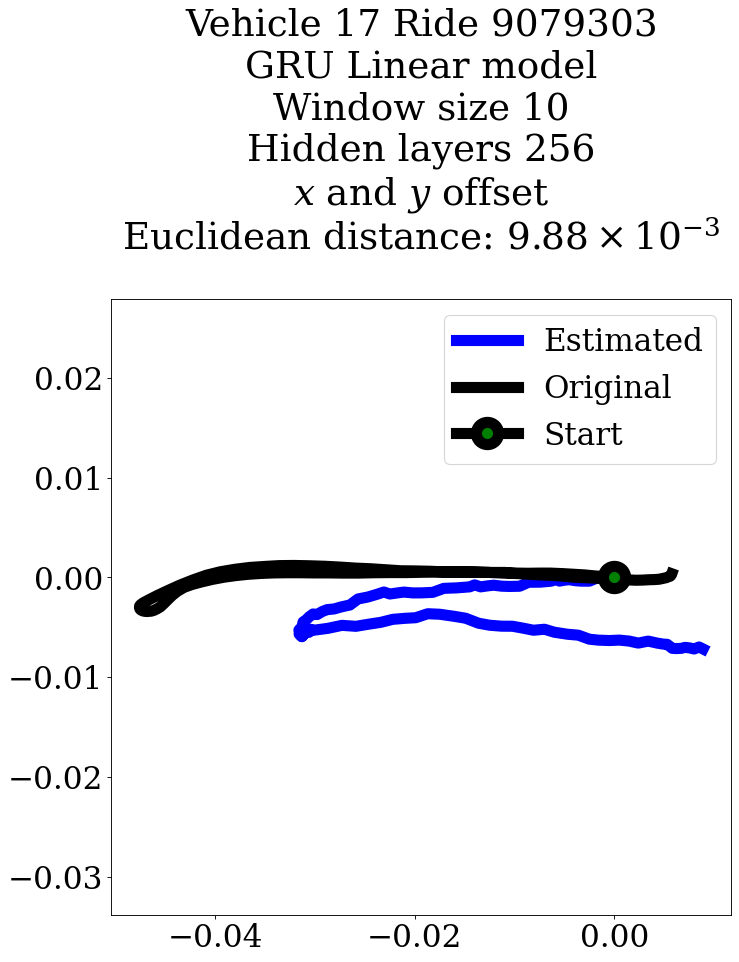 Vehicle 17 Ride 9079303
GRU Linear model
Window size 10
Hidden layers 256
x and y offset
Euclidean distance: 9.88 × 10⁻³
Estimated
Original
Start
0.02
0.01
0.00
−0.01
−0.02
−0.03
−0.04
−0.02
0.00